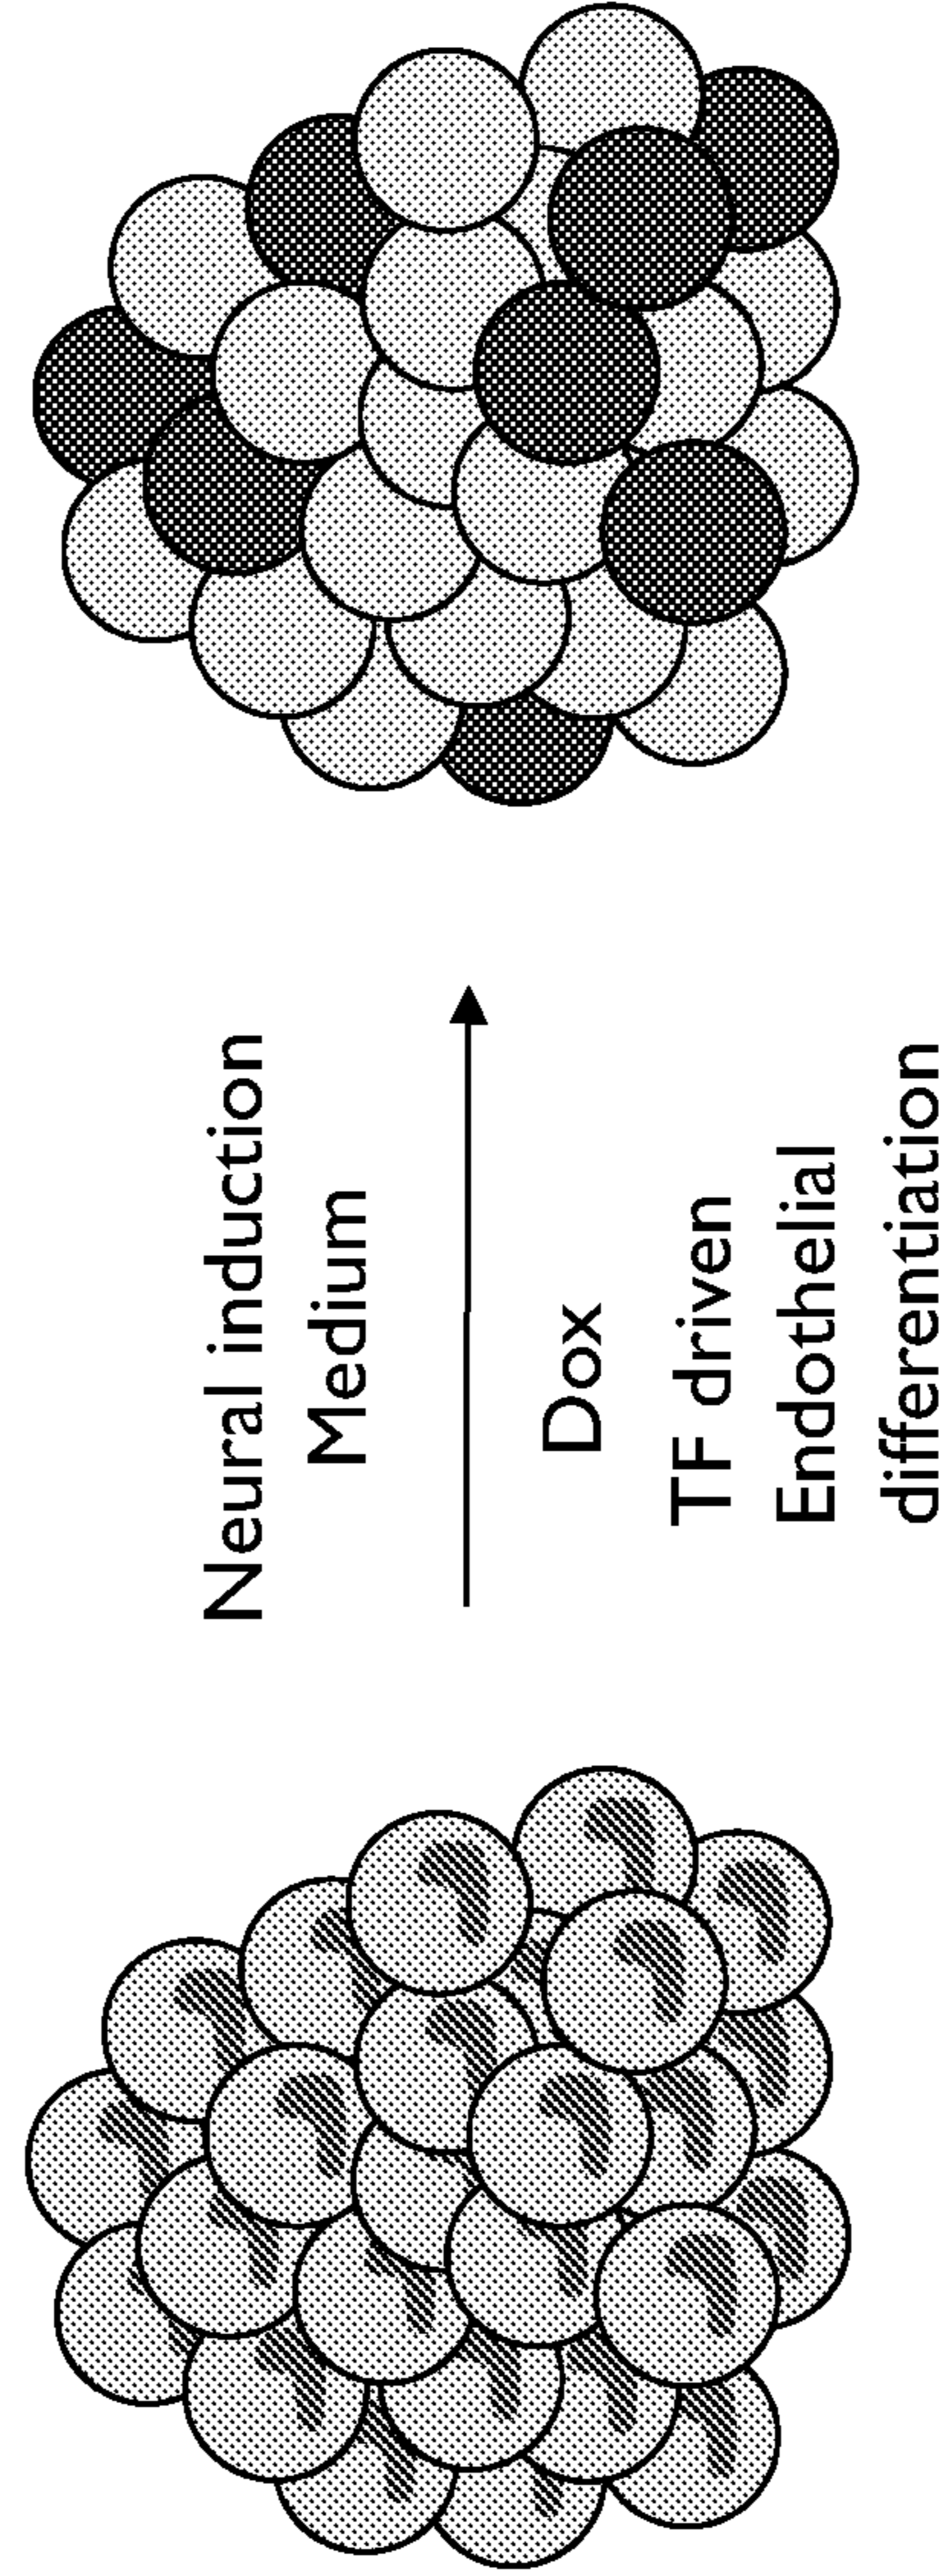 Neural induction
Medium
Dox
TF driven
Endothelial
differentiation